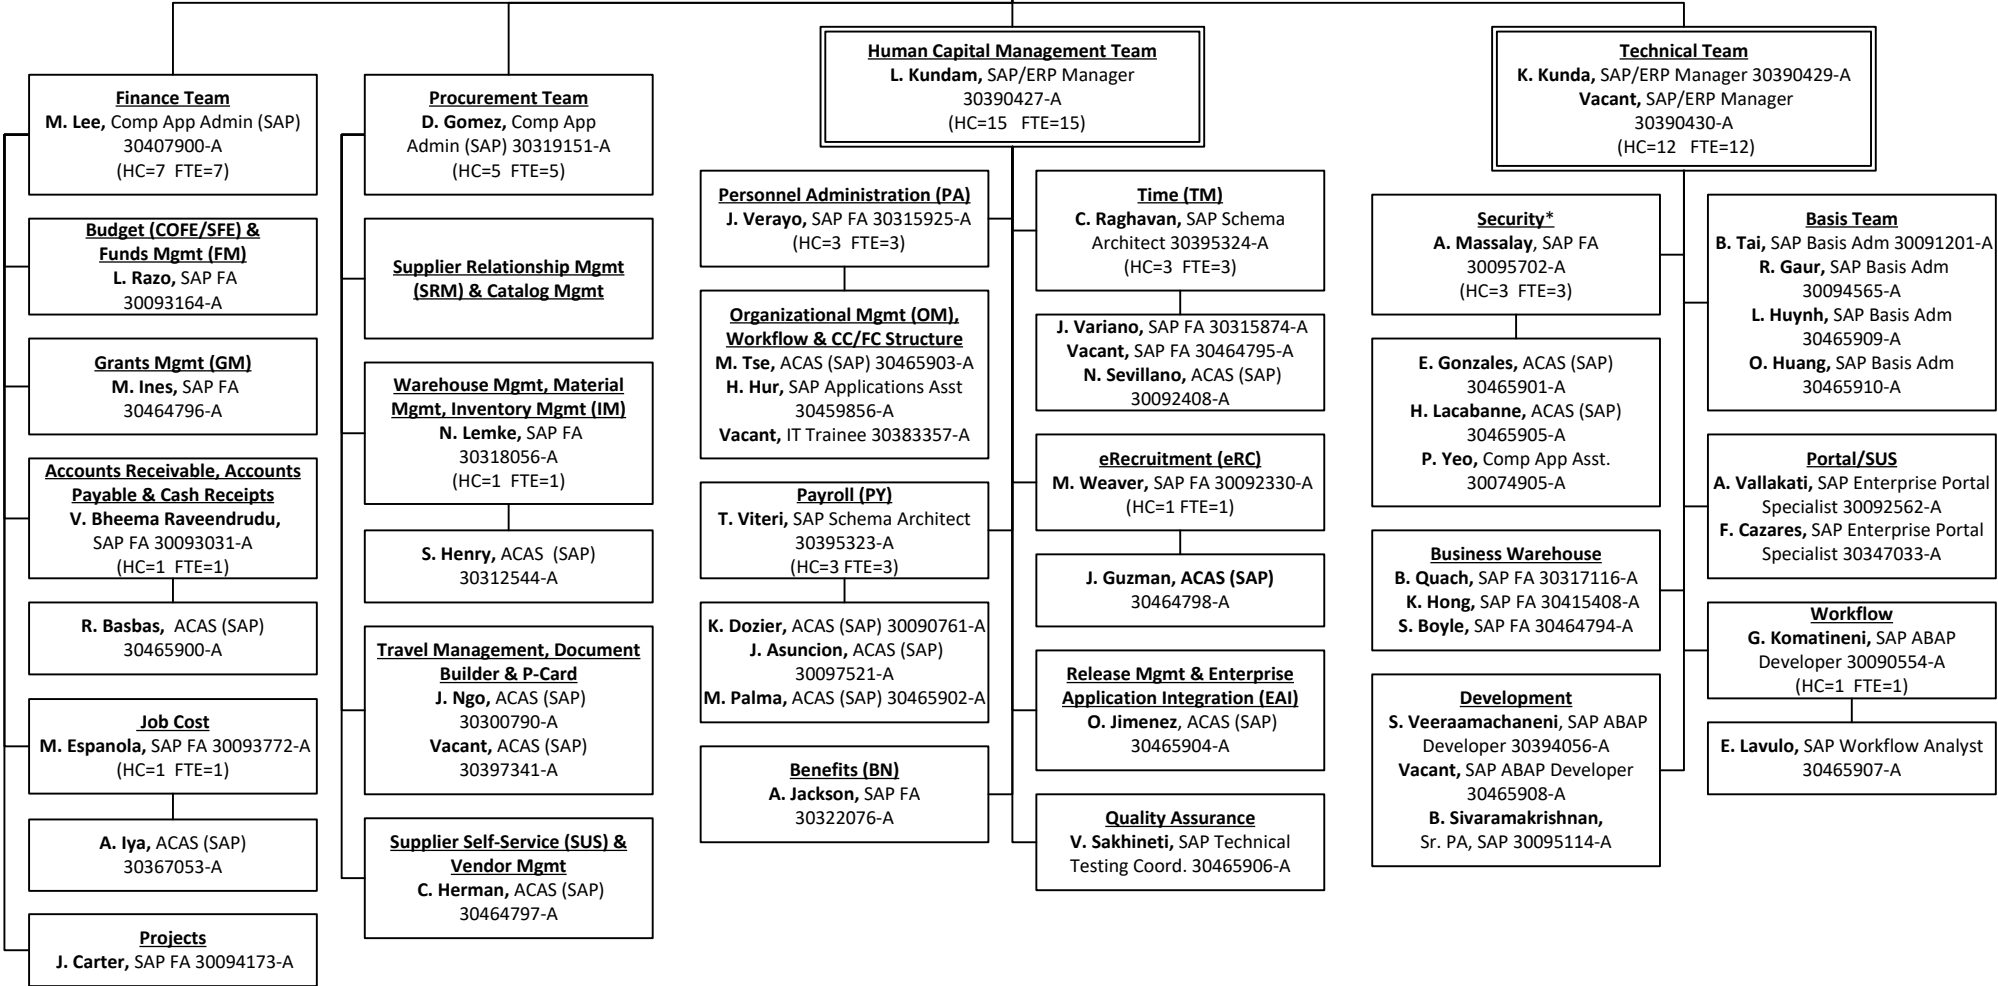 Finance Team
M. Lee, Comp App Admin (SAP)
30407900-A
(HC=7 FTE=7)
Budget (COFE/SFE) &
Funds Mgmt (FM)
L. Razo, SAP FA
30093164-A
Grants Mgmt (GM)
M. Ines, SAP FA
30464796-A
Accounts Receivable, Accounts
Payable & Cash Receipts
V. Bheema Raveendrudu,
SAP FA 30093031-A
(HC=1 FTE=1)
R. Basbas, ACAS (SAP)
30465900-A
Job Cost
M. Espanola, SAP FA 30093772-A
(HC=1 FTE=1)
A. Iya, ACAS (SAP)
30367053-A
Projects
J. Carter, SAP FA 30094173-A
Procurement Team
D. Gomez, Comp App
Admin (SAP) 30319151-A
(HC=5 FTE=5)
Supplier Relationship Mgmt
(SRM) & Catalog Mgmt
Warehouse Mgmt, Material
Mgmt, Inventory Mgmt (IM)
N. Lemke, SAP FA
30318056-A
(HC=1 FTE=1)
S. Henry, ACAS (SAP)
30312544-A
Travel Management, Document
Builder & P-Card
J. Ngo, ACAS (SAP)
30300790-A
Vacant, ACAS (SAP)
30397341-A
Supplier Self-Service (SUS) &
Vendor Mgmt
C. Herman, ACAS (SAP)
30464797-A
Human Capital Management Team
L. Kundam, SAP/ERP Manager
30390427-A
(HC=15 FTE=15)
Personnel Administration (PA)
J. Verayo, SAP FA 30315925-A
(HC=3 FTE=3)
Organizational Mgmt (OM),
Workflow & CC/FC Structure
M. Tse, ACAS (SAP) 30465903-A
H. Hur, SAP Applications Asst
30459856-A
Vacant, IT Trainee 30383357-A
Payroll (PY)
T. Viteri, SAP Schema Architect
30395323-A
(HC=3 FTE=3)
K. Dozier, ACAS (SAP) 30090761-A
J. Asuncion, ACAS (SAP)
30097521-A
M. Palma, ACAS (SAP) 30465902-A
Benefits (BN)
A. Jackson, SAP FA
30322076-A
Time (TM)
C. Raghavan, SAP Schema
Architect 30395324-A
(HC=3 FTE=3)
J. Variano, SAP FA 30315874-A
Vacant, SAP FA 30464795-A
N. Sevillano, ACAS (SAP)
30092408-A
eRecruitment (eRC)
M. Weaver, SAP FA 30092330-A
(HC=1 FTE=1)
J. Guzman, ACAS (SAP)
30464798-A
Release Mgmt & Enterprise
Application Integration (EAI)
O. Jimenez, ACAS (SAP)
30465904-A
Quality Assurance
V. Sakhineti, SAP Technical
Testing Coord. 30465906-A
Technical Team
K. Kunda, SAP/ERP Manager 30390429-A
Vacant, SAP/ERP Manager
30390430-A
(HC=12 FTE=12)
Security*
A. Massalay, SAP FA
30095702-A
(HC=3 FTE=3)
E. Gonzales, ACAS (SAP)
30465901-A
H. Lacabanne, ACAS (SAP)
30465905-A
P. Yeo, Comp App Asst.
30074905-A
Business Warehouse
B. Quach, SAP FA 30317116-A
K. Hong, SAP FA 30415408-A
S. Boyle, SAP FA 30464794-A
Development
S. Veeraamachaneni, SAP ABAP
Developer 30394056-A
Vacant, SAP ABAP Developer
30465908-A
B. Sivaramakrishnan,
Sr. PA, SAP 30095114-A
Basis Team
B. Tai, SAP Basis Adm 30091201-A
R. Gaur, SAP Basis Adm
30094565-A
L. Huynh, SAP Basis Adm
30465909-A
O. Huang, SAP Basis Adm
30465910-A
Portal/SUS
A. Vallakati, SAP Enterprise Portal
Specialist 30092562-A
F. Cazares, SAP Enterprise Portal
Specialist 30347033-A
Workflow
G. Komatineni, SAP ABAP
Developer 30090554-A
(HC=1 FTE=1)
E. Lavulo, SAP Workflow Analyst
30465907-A